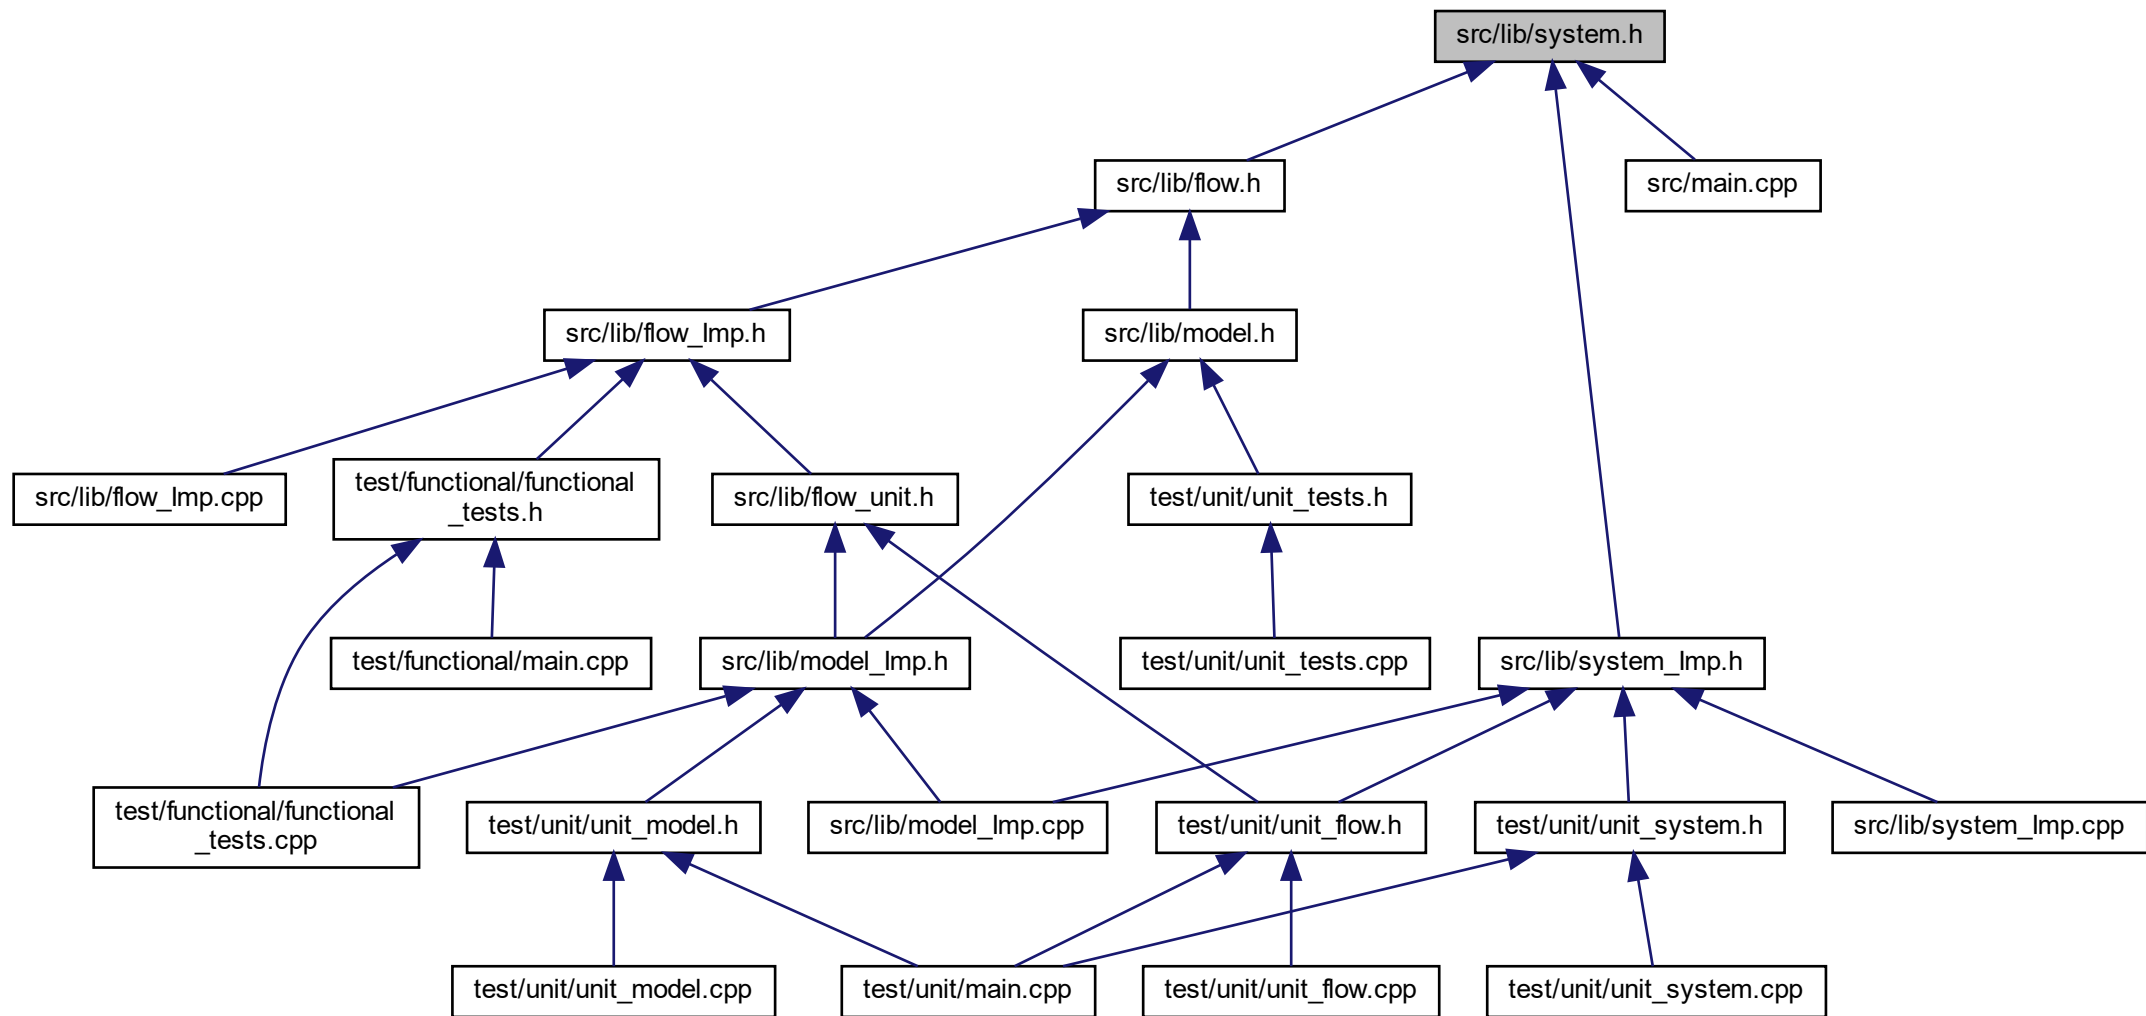 src/lib/system.h
src/lib/flow.h
src/main.cpp
src/lib/flow_Imp.h
src/lib/model.h
src/lib/flow_Imp.cpp
test/functional/functional
_tests.h
src/lib/flow_unit.h
test/unit/unit_tests.h
test/functional/main.cpp
src/lib/model_Imp.h
test/unit/unit_tests.cpp
src/lib/system_Imp.h
test/functional/functional
_tests.cpp
test/unit/unit_model.h
src/lib/model_Imp.cpp
test/unit/unit_flow.h
test/unit/unit_system.h
src/lib/system_Imp.cpp
test/unit/unit_model.cpp
test/unit/main.cpp
test/unit/unit_flow.cpp
test/unit/unit_system.cpp